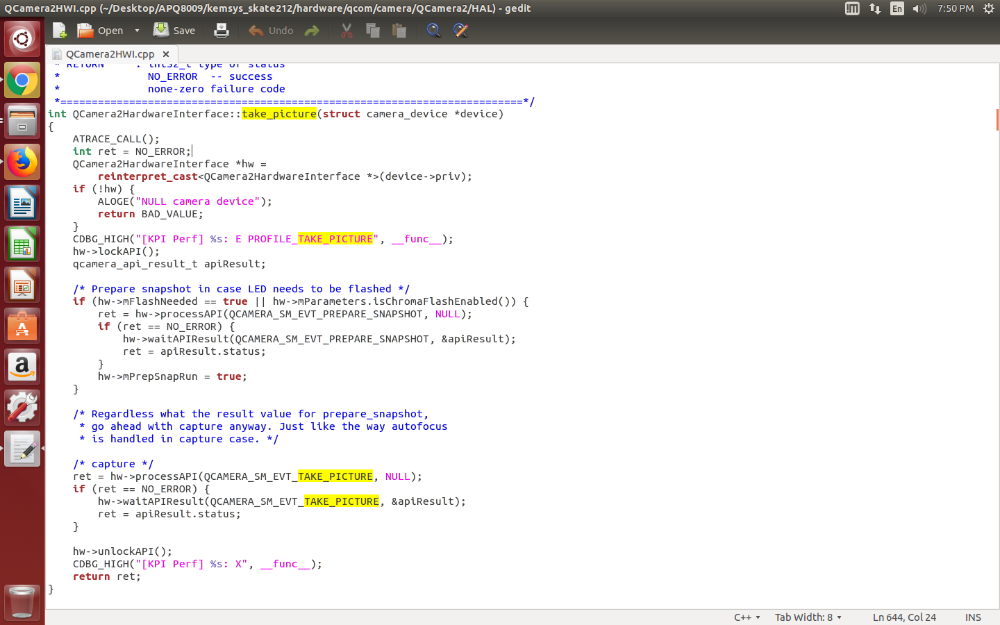 QCamera2HWI.cpp (~/Desktop/APQ8009/kemsys_skate212/hardware/qcom/camera/QCamera2/HAL) - gedit
En 7:50 PM
Open Save Undo
QCamera2HWI.cpp ×
* RETURN     : int32_t type of status
*              NO_ERROR  -- success
*              none-zero failure code
*==========================================================================*/
int QCamera2HardwareInterface::take_picture(struct camera_device *device)
{
    ATRACE_CALL();
    int ret = NO_ERROR;
    QCamera2HardwareInterface *hw =
        reinterpret_cast<QCamera2HardwareInterface *>(device->priv);
    if (!hw) {
        ALOGE("NULL camera device");
        return BAD_VALUE;
    }
    CDBG_HIGH("[KPI Perf] %s: E PROFILE_TAKE_PICTURE", __func__);
    hw->lockAPI();
    qcamera_api_result_t apiResult;
    /* Prepare snapshot in case LED needs to be flashed */
    if (hw->mFlashNeeded == true || hw->mParameters.isChromaFlashEnabled()) {
        ret = hw->processAPI(QCAMERA_SM_EVT_PREPARE_SNAPSHOT, NULL);
        if (ret == NO_ERROR) {
            hw->waitAPIResult(QCAMERA_SM_EVT_PREPARE_SNAPSHOT, &apiResult);
            ret = apiResult.status;
        }
        hw->mPrepSnapRun = true;
    }
    /* Regardless what the result value for prepare_snapshot,
     * go ahead with capture anyway. Just like the way autofocus
     * is handled in capture case. */
    /* capture */
    ret = hw->processAPI(QCAMERA_SM_EVT_TAKE_PICTURE, NULL);
    if (ret == NO_ERROR) {
        hw->waitAPIResult(QCAMERA_SM_EVT_TAKE_PICTURE, &apiResult);
        ret = apiResult.status;
    }
    hw->unlockAPI();
    CDBG_HIGH("[KPI Perf] %s: X", __func__);
    return ret;
}
C++ Tab Width: 8 Ln 644, Col 24 INS